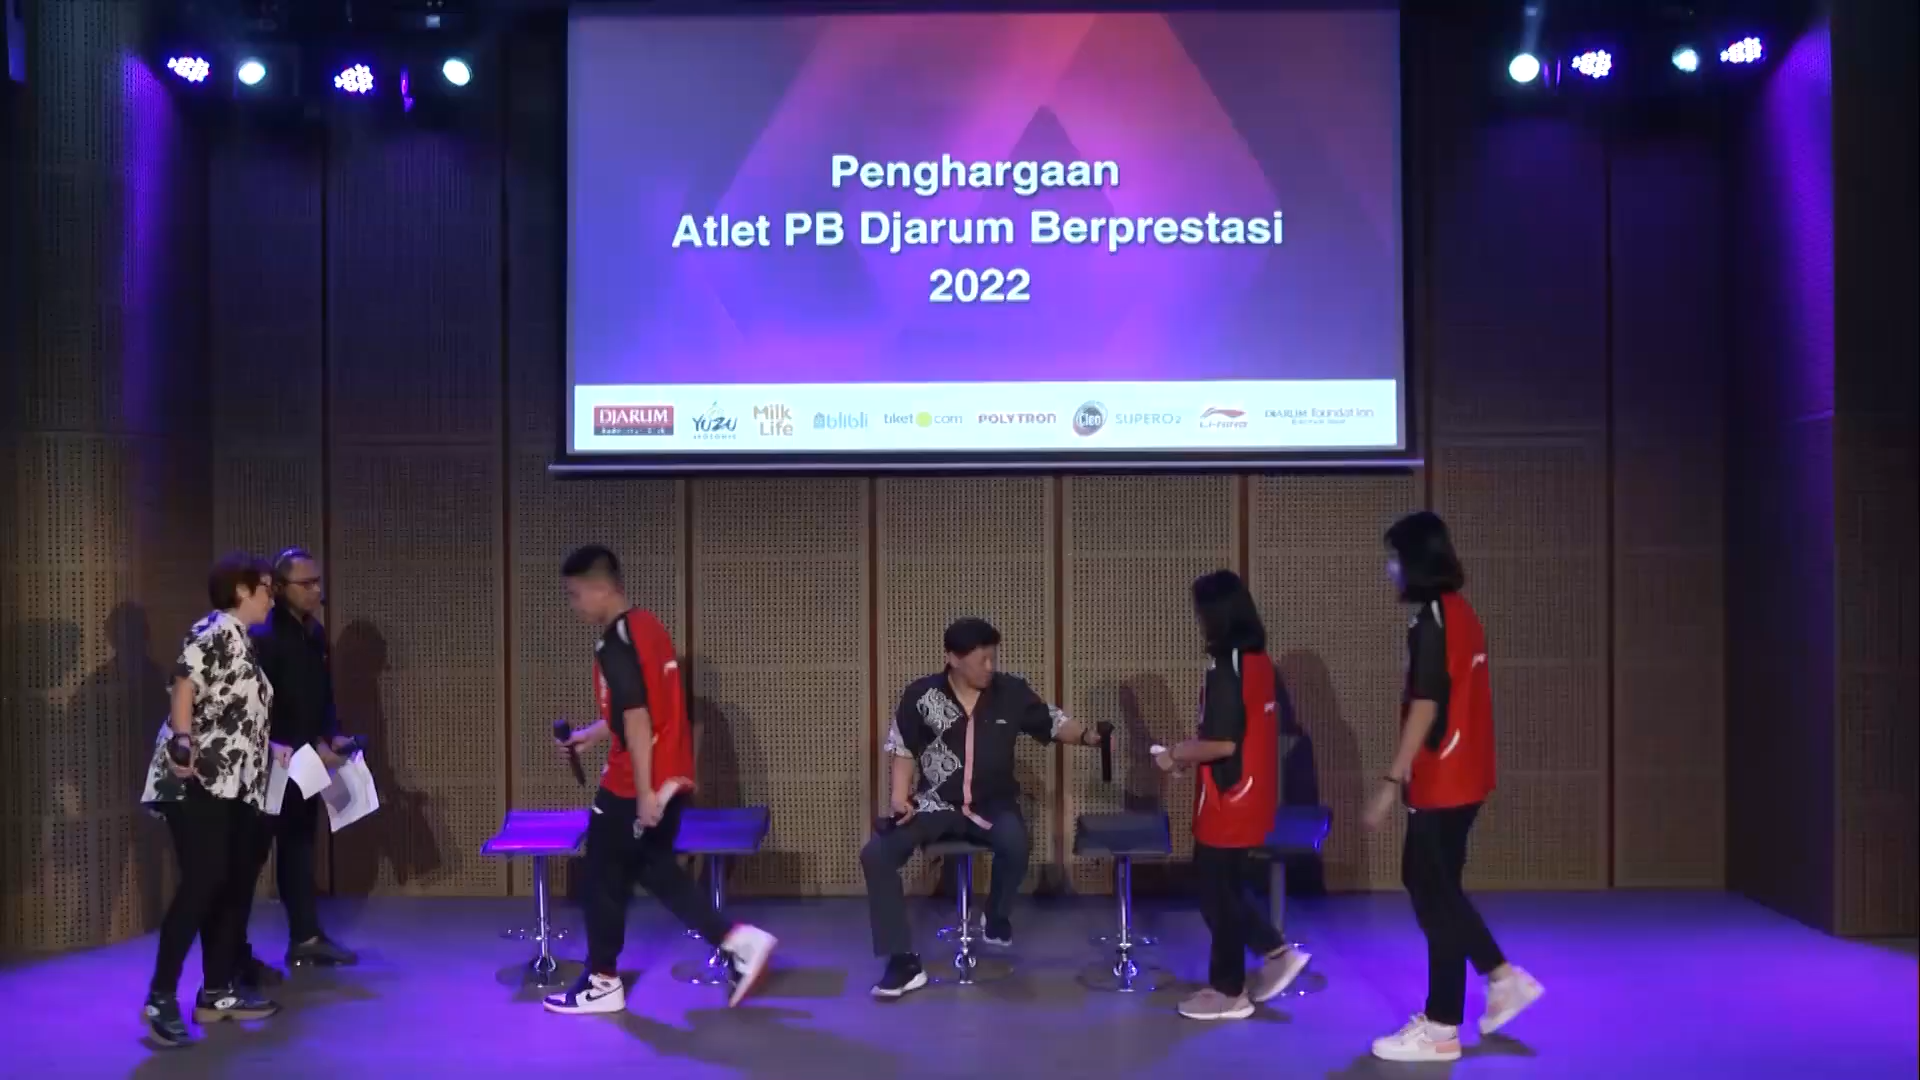 Penghargaan
Atlet PB Djarum Berprestasi
2022
DJARUM YUZU Milk Life blibli tiket.com POLYTRON Cleo SUPERO2 LI-NING DJARUM foundation